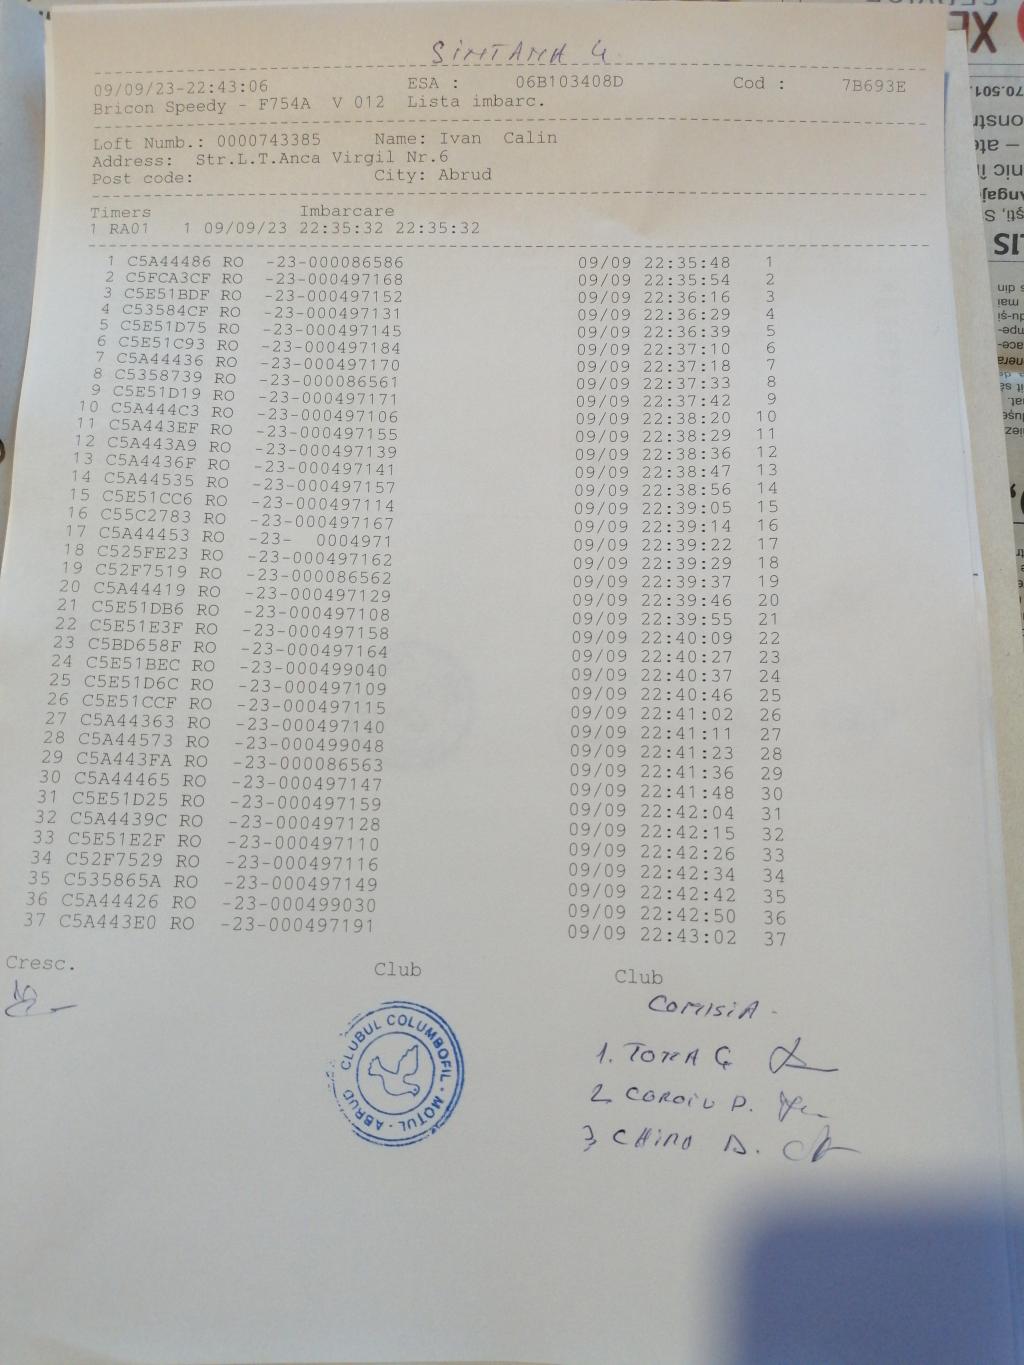 SINTANA 4
09/09/23-22:43:06 ESA : 06B103408D Cod : 7B693E
Bricon Speedy - F754A V 012 Lista imbarc.
Loft Numb.: 0000743385 Name: Ivan Calin
Address: Str.L.T.Anca Virgil Nr.6
Post code: City: Abrud
Timers Imbarcare
1 RA01 1 09/09/23 22:35:32 22:35:32
1 C5A44486 RO -23-000086586 09/09 22:35:48 1
2 C5FCA3CF RO -23-000497168 09/09 22:35:54 2
3 C5E51BDF RO -23-000497152 09/09 22:36:16 3
4 C53584CF RO -23-000497131 09/09 22:36:29 4
5 C5E51D75 RO -23-000497145 09/09 22:36:39 5
6 C5E51C93 RO -23-000497184 09/09 22:37:10 6
7 C5A44436 RO -23-000497170 09/09 22:37:18 7
8 C5358739 RO -23-000086561 09/09 22:37:33 8
9 C5E51D19 RO -23-000497171 09/09 22:37:42 9
10 C5A444C3 RO -23-000497106 09/09 22:38:20 10
11 C5A443EF RO -23-000497155 09/09 22:38:29 11
12 C5A443A9 RO -23-000497139 09/09 22:38:36 12
13 C5A4436F RO -23-000497141 09/09 22:38:47 13
14 C5A44535 RO -23-000497157 09/09 22:38:56 14
15 C5E51CC6 RO -23-000497114 09/09 22:39:05 15
16 C55C2783 RO -23-000497167 09/09 22:39:14 16
17 C5A44453 RO -23- 0004971 09/09 22:39:22 17
18 C525FE23 RO -23-000497162 09/09 22:39:29 18
19 C52F7519 RO -23-000086562 09/09 22:39:37 19
20 C5A44419 RO -23-000497129 09/09 22:39:46 20
21 C5E51DB6 RO -23-000497108 09/09 22:39:55 21
22 C5E51E3F RO -23-000497158 09/09 22:40:09 22
23 C5BD658F RO -23-000497164 09/09 22:40:27 23
24 C5E51BEC RO -23-000499040 09/09 22:40:37 24
25 C5E51D6C RO -23-000497109 09/09 22:40:46 25
26 C5E51CCF RO -23-000497115 09/09 22:41:02 26
27 C5A44363 RO -23-000497140 09/09 22:41:11 27
28 C5A44573 RO -23-000499048 09/09 22:41:23 28
29 C5A443FA RO -23-000086563 09/09 22:41:36 29
30 C5A44465 RO -23-000497147 09/09 22:41:48 30
31 C5E51D25 RO -23-000497159 09/09 22:42:04 31
32 C5A4439C RO -23-000497128 09/09 22:42:15 32
33 C5E51E2F RO -23-000497110 09/09 22:42:26 33
34 C52F7529 RO -23-000497116 09/09 22:42:34 34
35 C535865A RO -23-000497149 09/09 22:42:42 35
36 C5A44426 RO -23-000499030 09/09 22:42:50 36
37 C5A443E0 RO -23-000497191 09/09 22:43:02 37
Cresc. Club Club
COMISIA
1. TOMA G
2 COROIU P.
3 CHIRA D.
CLUBUL COLUMBOFIL · MOTUL - ABRUD